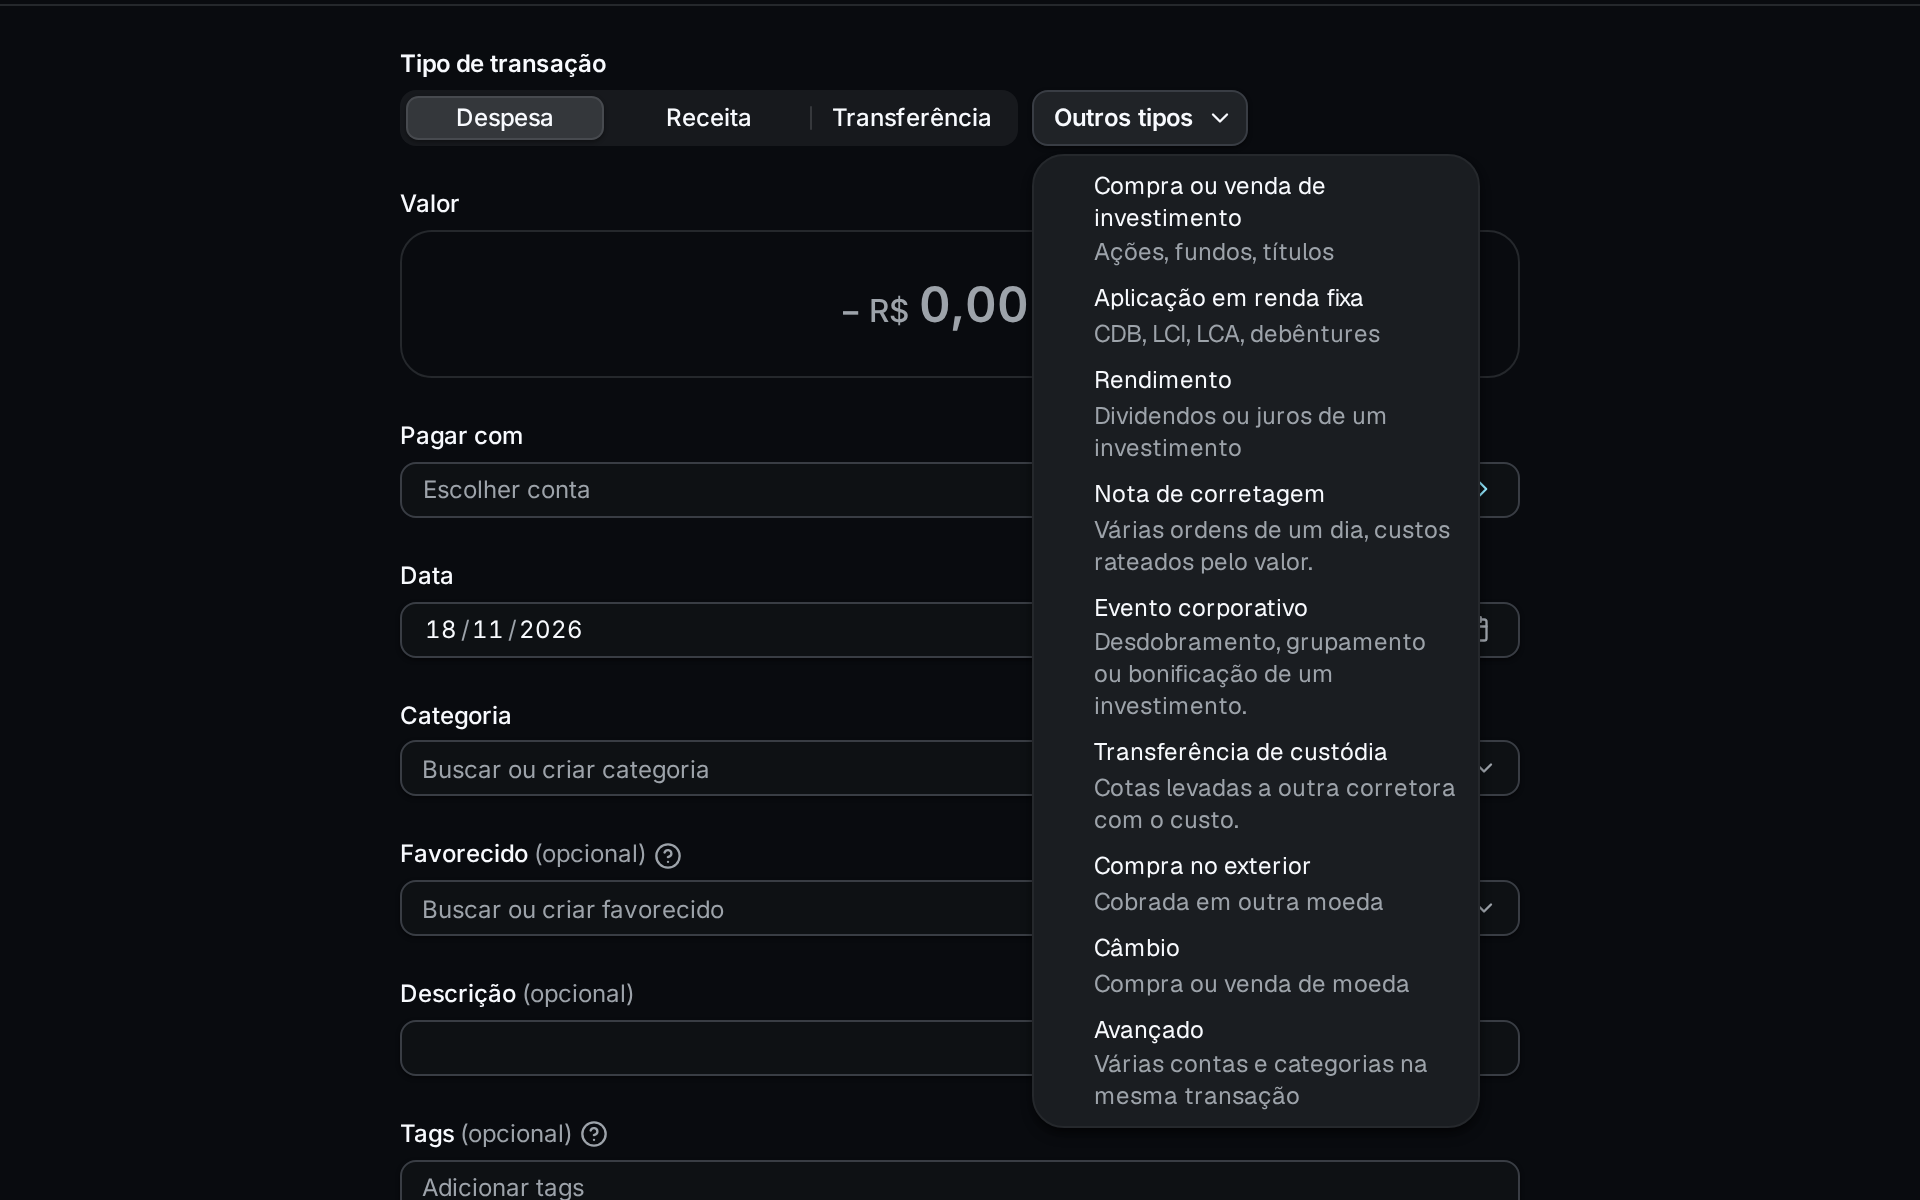 Tipo de transação
Despesa
Receita
Transferência
Outros tipos
Valor
– R$ 0,00
Pagar com
Escolher conta
Data
18/11/2026
Categoria
Buscar ou criar categoria
Favorecido (opcional)
Buscar ou criar favorecido
Descrição (opcional)
Tags (opcional)
Adicionar tags
Compra ou venda de
investimento
Ações, fundos, títulos
Aplicação em renda fixa
CDB, LCI, LCA, debêntures
Rendimento
Dividendos ou juros de um
investimento
Nota de corretagem
Várias ordens de um dia, custos
rateados pelo valor.
Evento corporativo
Desdobramento, grupamento
ou bonificação de um
investimento.
Transferência de custódia
Cotas levadas a outra corretora
com o custo.
Compra no exterior
Cobrada em outra moeda
Câmbio
Compra ou venda de moeda
Avançado
Várias contas e categorias na
mesma transação